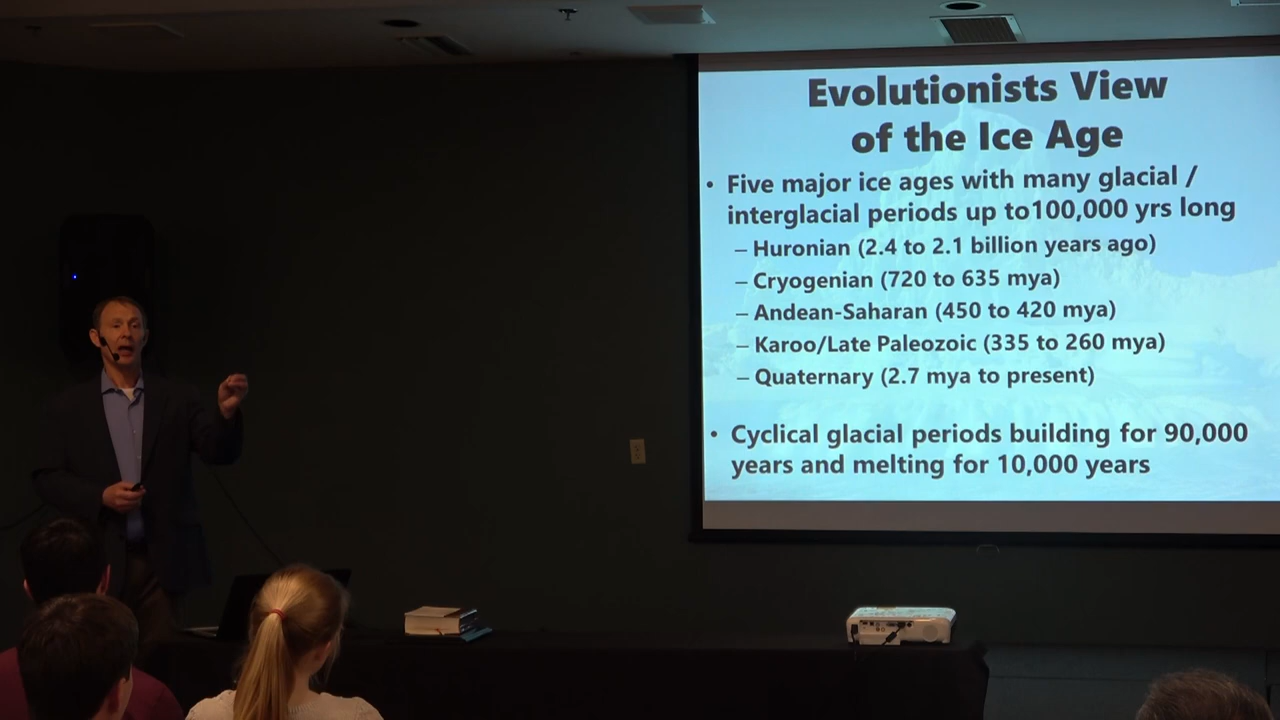 Evolutionists View
of the Ice Age
• Five major ice ages with many glacial /
interglacial periods up to100,000 yrs long
– Huronian (2.4 to 2.1 billion years ago)
– Cryogenian (720 to 635 mya)
– Andean-Saharan (450 to 420 mya)
– Karoo/Late Paleozoic (335 to 260 mya)
– Quaternary (2.7 mya to present)
• Cyclical glacial periods building for 90,000
years and melting for 10,000 years